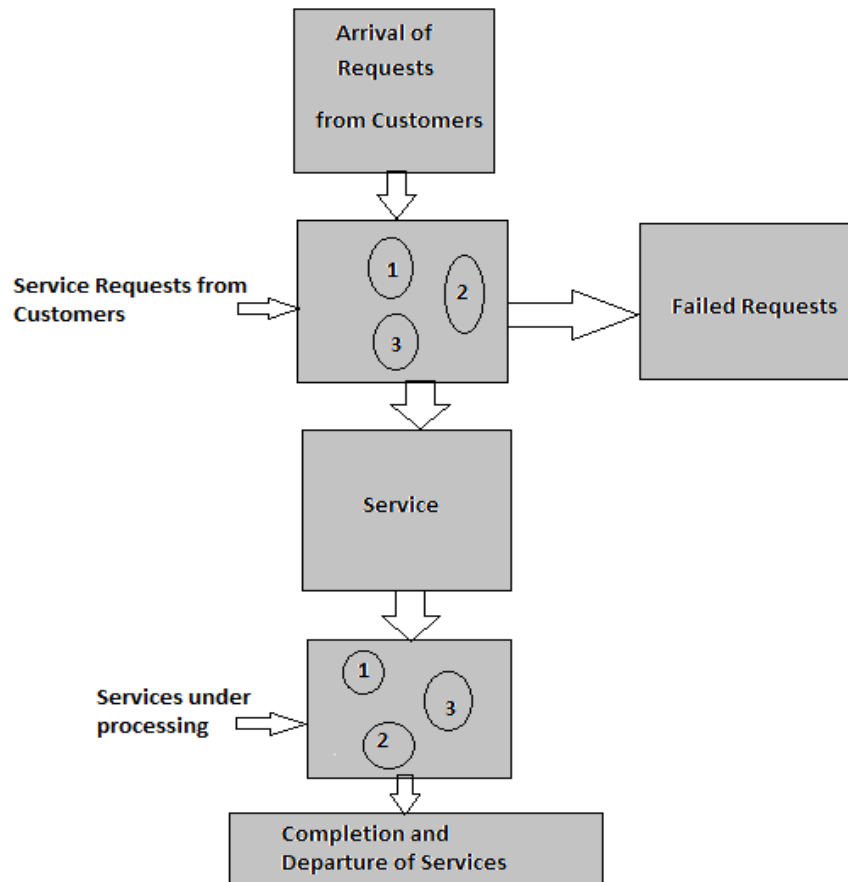 Arrival of
Requests
from Customers
Service Requests from
Customers
1
2
3
Failed Requests
Service
Services under
processing
1
3
2
Completion and
Departure of Services